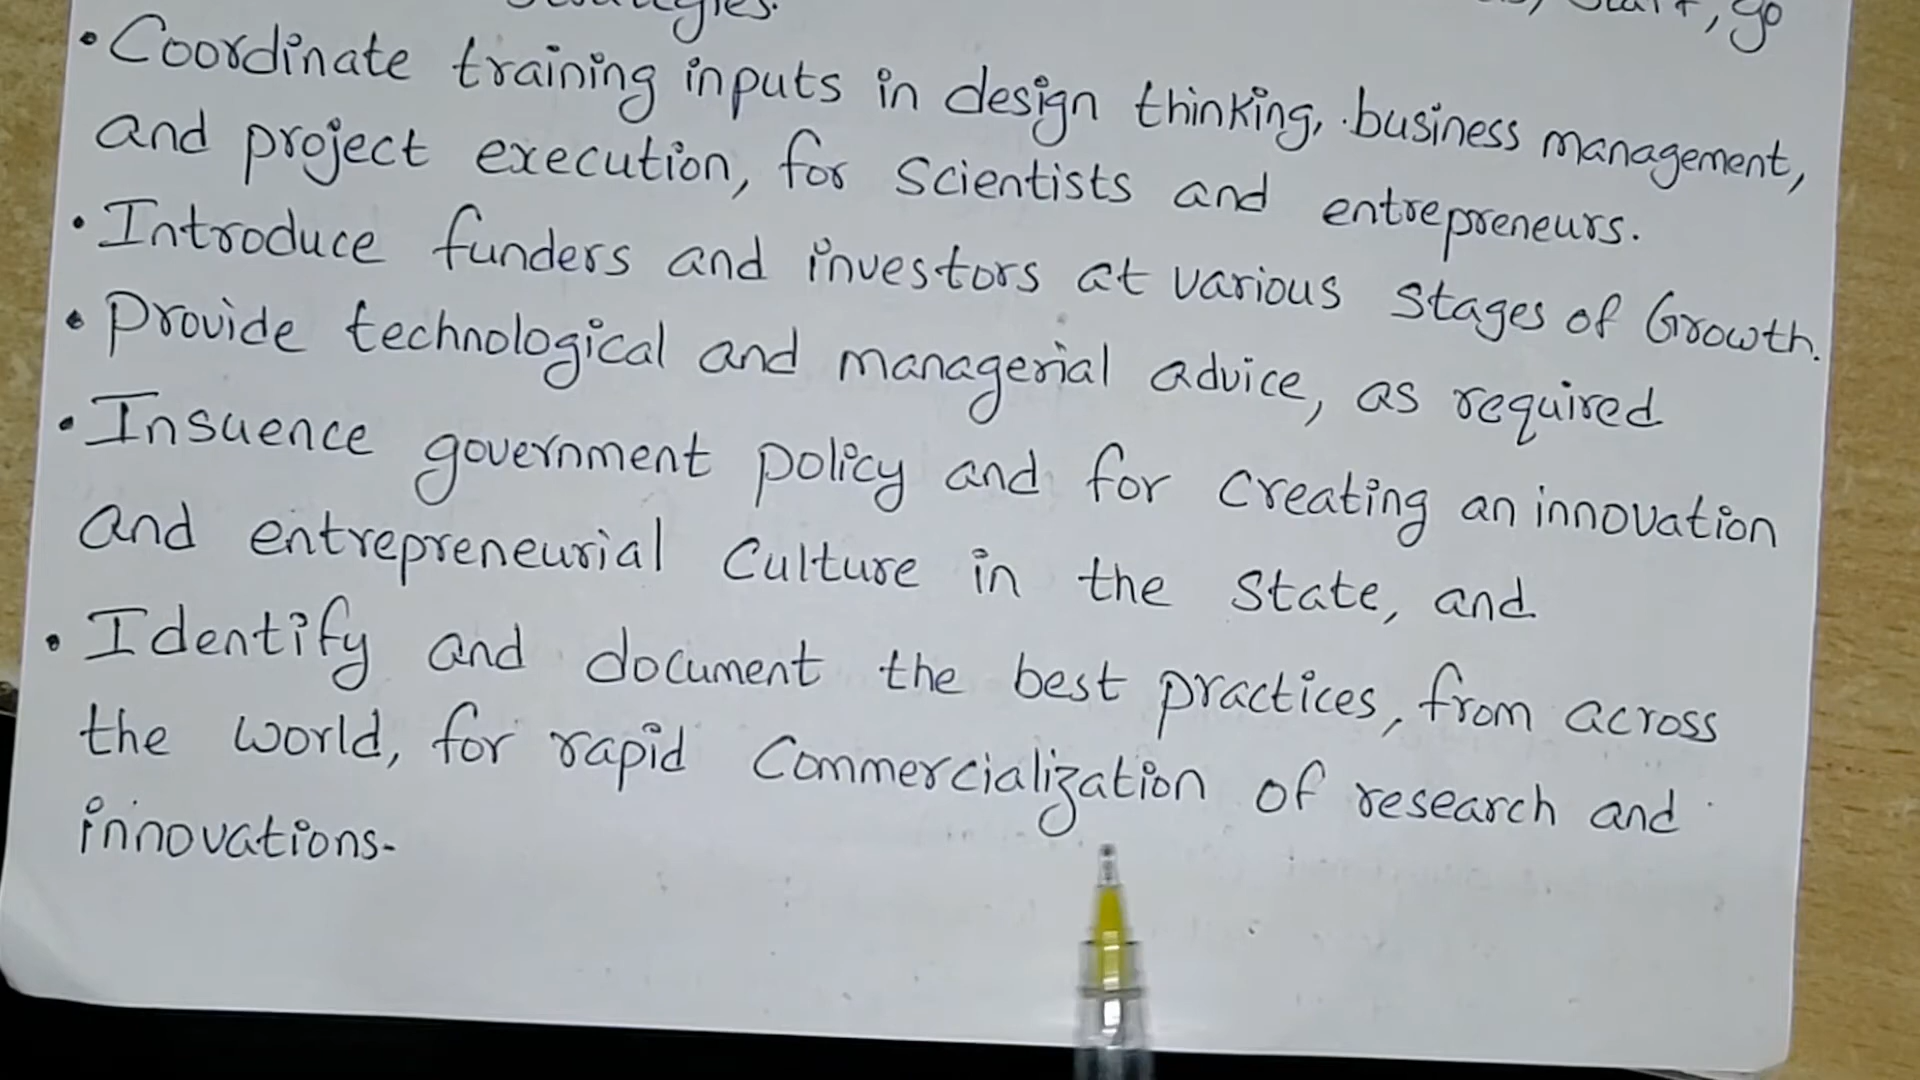 Strategies.
• Coordinate training inputs in design thinking, business management,
and project execution, for Scientists and entrepreneurs.
• Introduce funders and investors at various stages of Growth.
• Provide technological and managerial advice, as required
• Insuence government policy and for creating an innovation
and entrepreneurial Culture in the State, and
• Identify and document the best practices, from across
the world, for rapid Commercialization of research and
innovations.